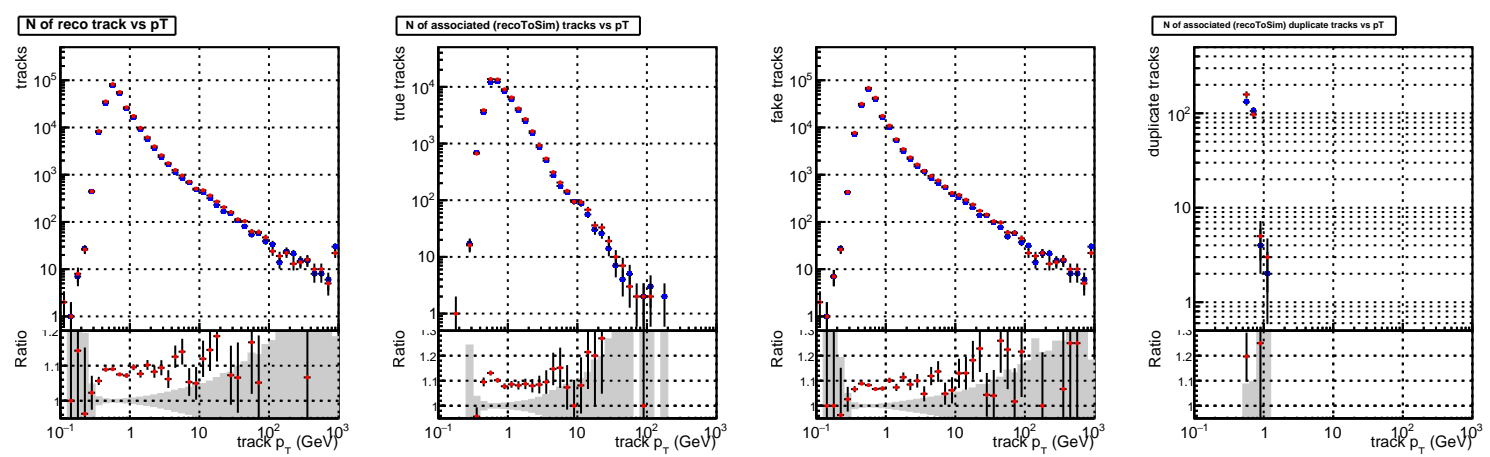 N of reco track vs pT
tracks
10^5
10^4
10^3
10^2
10
1
Ratio
1.2
1.1
1
10^-1 1 10 10^2 10^3
track p_T (GeV)
N of associated (recoToSim) tracks vs pT
true tracks
10^4
10^3
10^2
10
1
Ratio
1.3
1.2
1.1
1
10^-1 1 10 10^2 10^3
track p_T (GeV)
fake tracks
10^5
10^4
10^3
10^2
10
1
Ratio
1.3
1.2
1.1
1
10^-1 1 10 10^2 10^3
track p_T (GeV)
N of associated (recoToSim) duplicate tracks vs pT
duplicate tracks
10^2
10
1
Ratio
1.3
1.2
1.1
1
10^-1 1 10 10^2 10^3
track p_T (GeV)